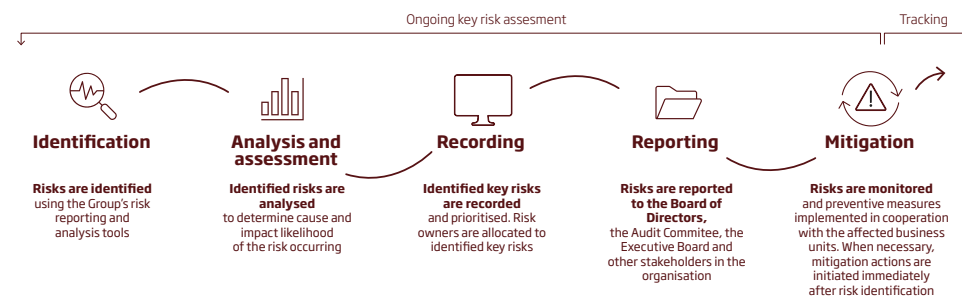 Ongoing key risk assesment
Tracking
Identification
Risks are identified
using the Group's risk
reporting and
analysis tools
Analysis and
assessment
Identified risks are
analysed
to determine cause and
impact likelihood
of the risk occurring
Recording
Identified key risks
are recorded
and prioritised. Risk
owners are allocated to
identified key risks
Reporting
Risks are reported
to the Board of
Directors,
the Audit Commitee, the
Executive Board and
other stakeholders in the
organisation
Mitigation
Risks are monitored
and preventive measures
implemented in cooperation
with the affected business
units. When necessary,
mitigation actions are
initiated immediately
after risk identification